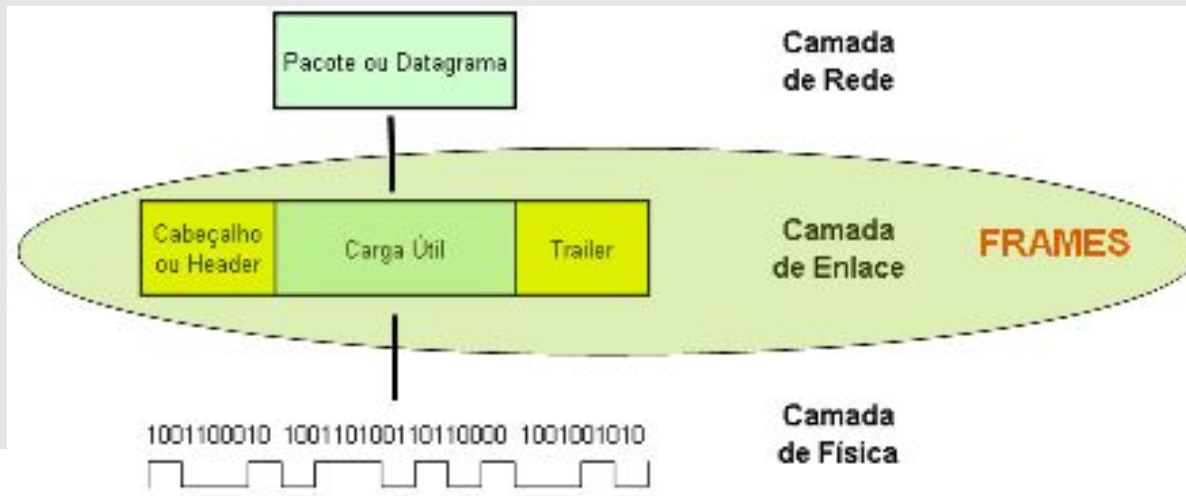 Pacote ou Datagrama
Camada
de Rede
Cabeçalho
ou Header
Carga Útil
Trailer
Camada
de Enlace
FRAMES
1001100010 1001101001101100000 1001001010
Camada
de Física